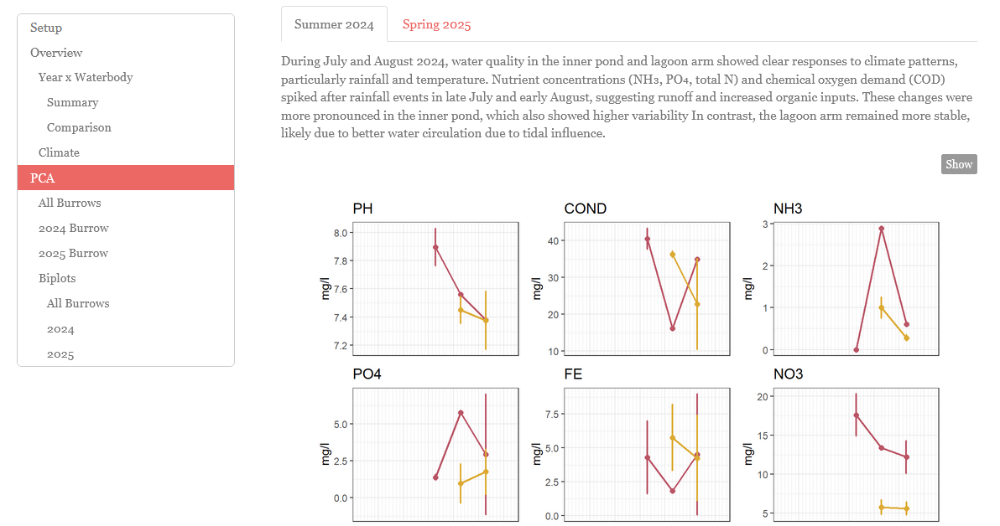 Setup
Overview
Year x Waterbody
Summary
Comparison
Climate
PCA
All Burrows
2024 Burrow
2025 Burrow
Biplots
All Burrows
2024
2025
Summer 2024
Spring 2025
During July and August 2024, water quality in the inner pond and lagoon arm showed clear responses to climate patterns,
particularly rainfall and temperature. Nutrient concentrations (NH3, PO4, total N) and chemical oxygen demand (COD)
spiked after rainfall events in late July and early August, suggesting runoff and increased organic inputs. These changes were
more pronounced in the inner pond, which also showed higher variability In contrast, the lagoon arm remained more stable,
likely due to better water circulation due to tidal influence.
Show
PH
mg/l
8.0
7.8
7.6
7.4
7.2
COND
mg/l
40
30
20
10
NH3
mg/l
3
2
1
0
PO4
mg/l
5.0
2.5
0.0
FE
mg/l
7.5
5.0
2.5
0.0
NO3
mg/l
20
15
10
5